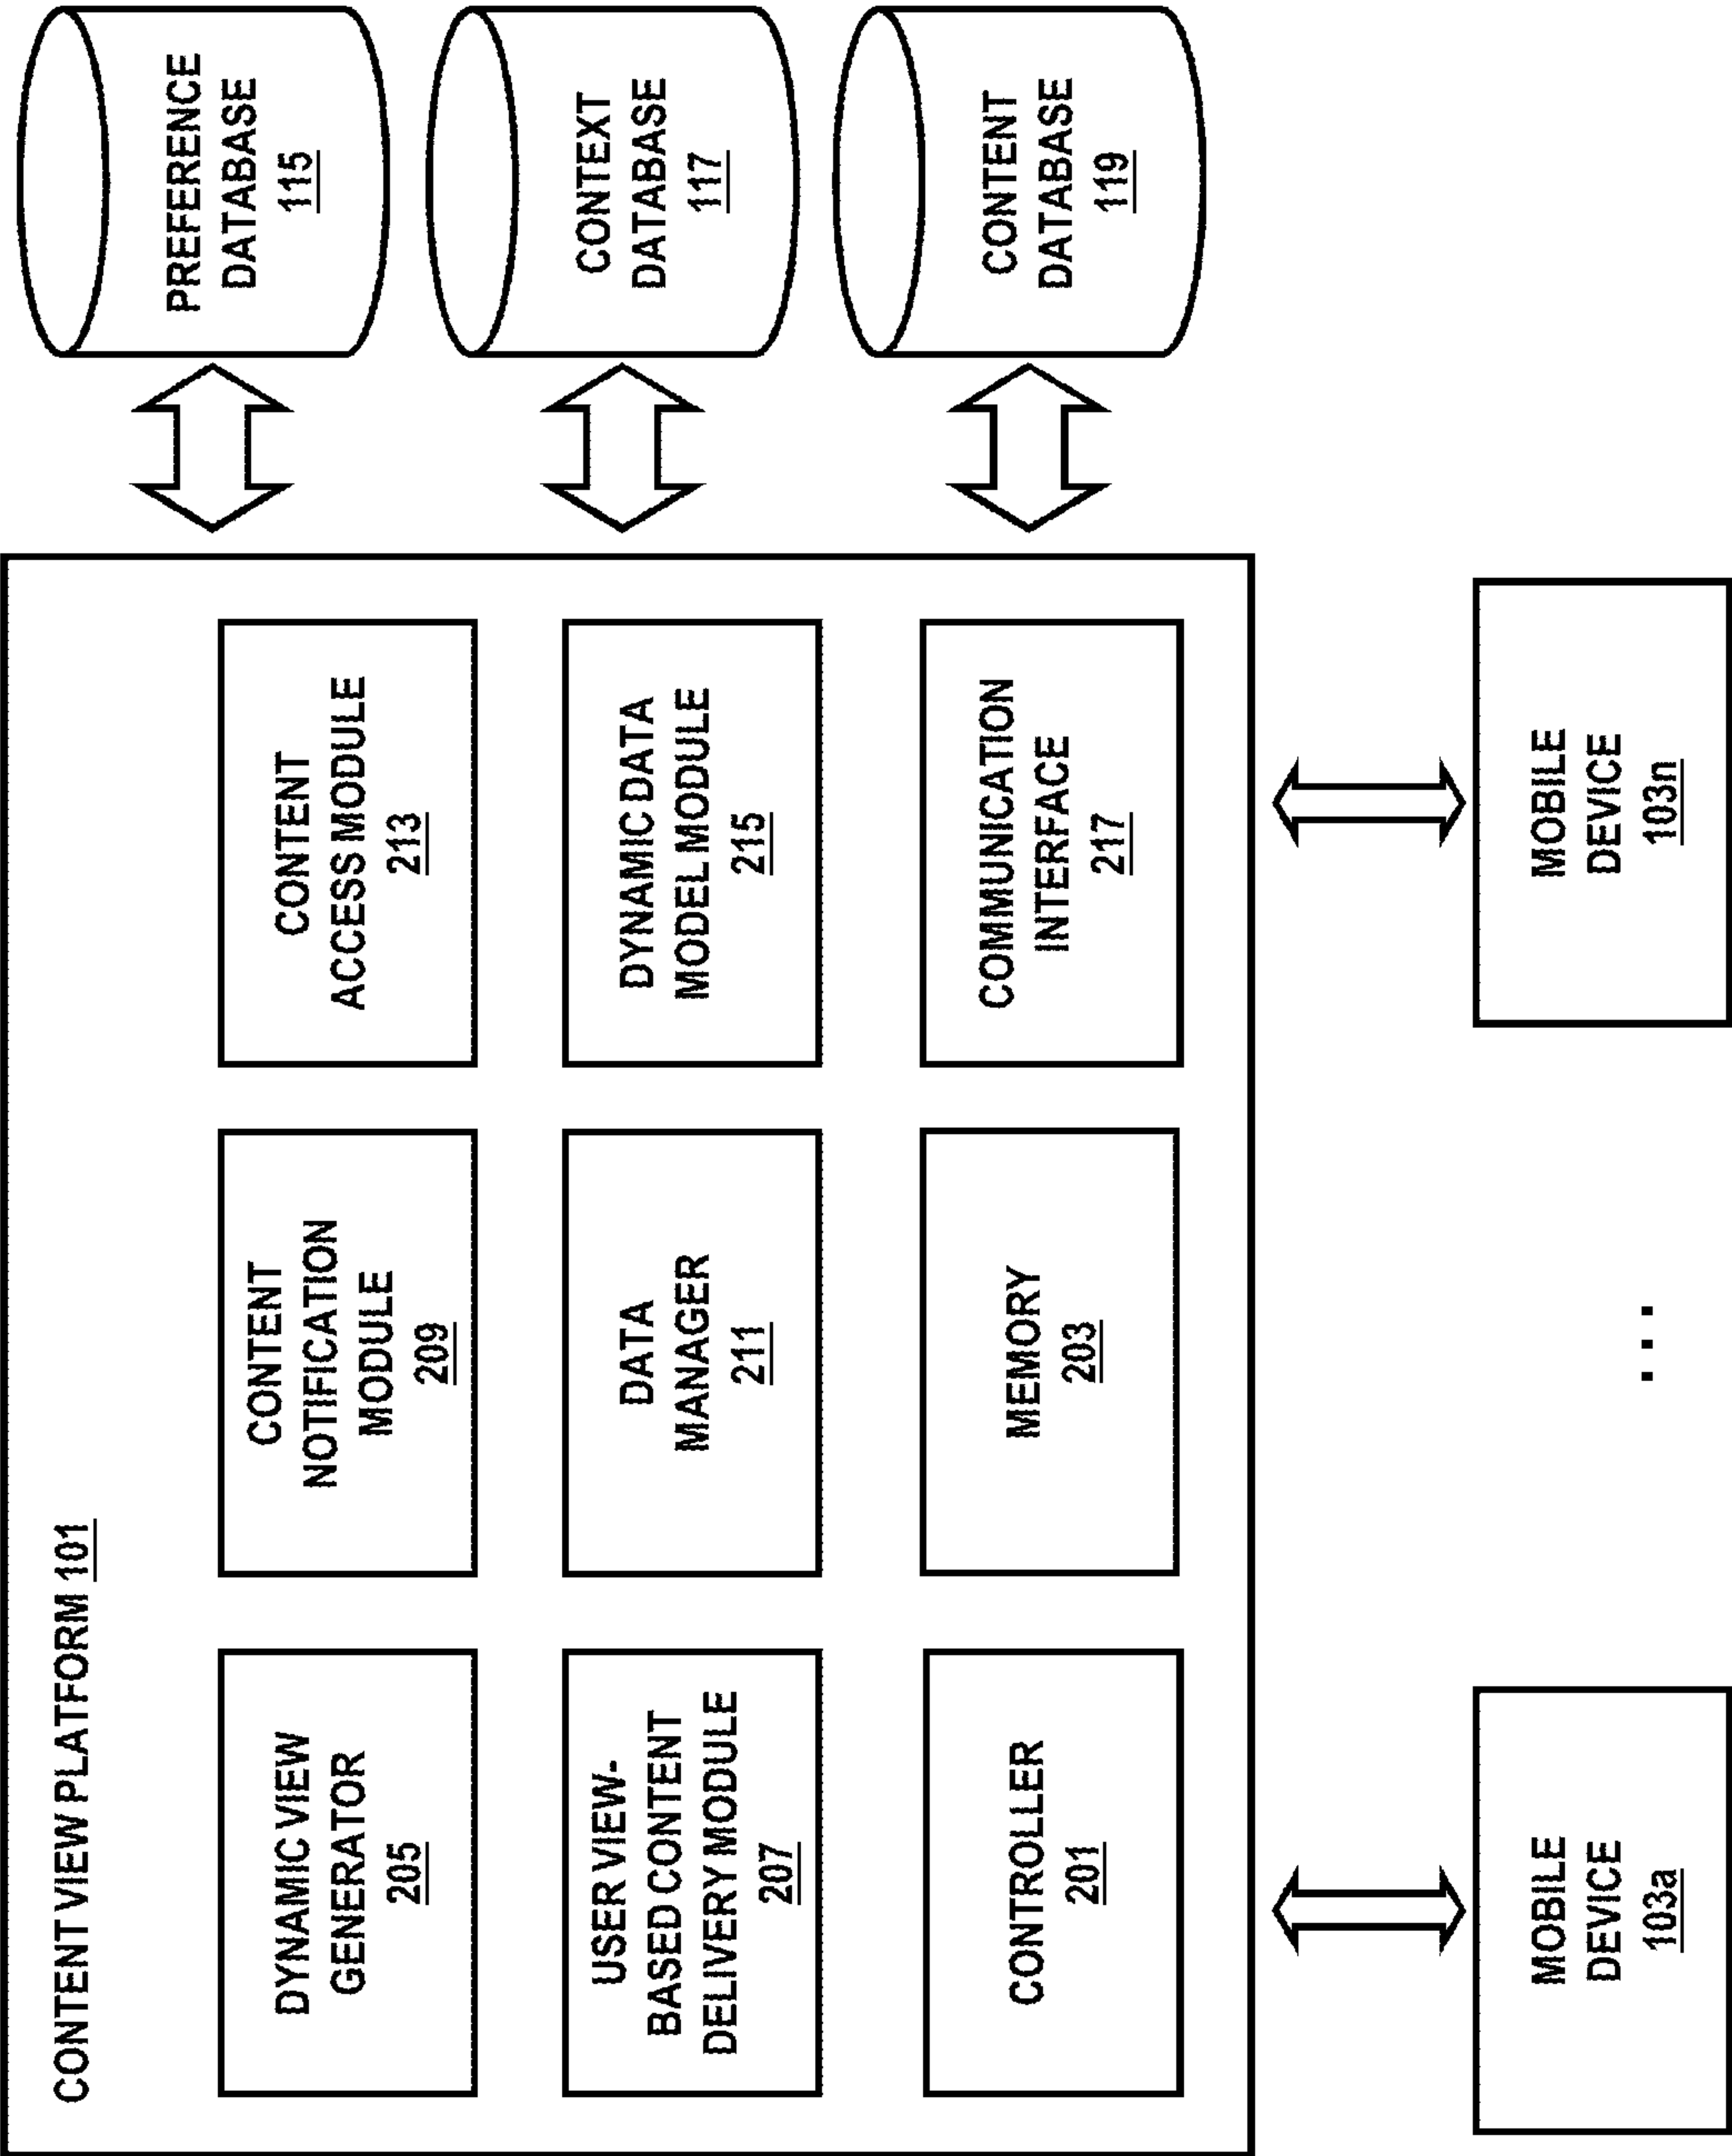 CONTENT VIEW PLATFORM 101
DYNAMIC VIEW
GENERATOR
205
CONTENT
NOTIFICATION
MODULE
209
CONTENT
ACCESS MODULE
213
USER VIEW-
BASED CONTENT
DELIVERY MODULE
207
DATA
MANAGER
211
DYNAMIC DATA
MODEL MODULE
215
CONTROLLER
201
MEMORY
203
COMMUNICATION
INTERFACE
217
PREFERENCE
DATABASE
115
CONTEXT
DATABASE
117
CONTENT
DATABASE
119
MOBILE
DEVICE
103a
...
MOBILE
DEVICE
103n